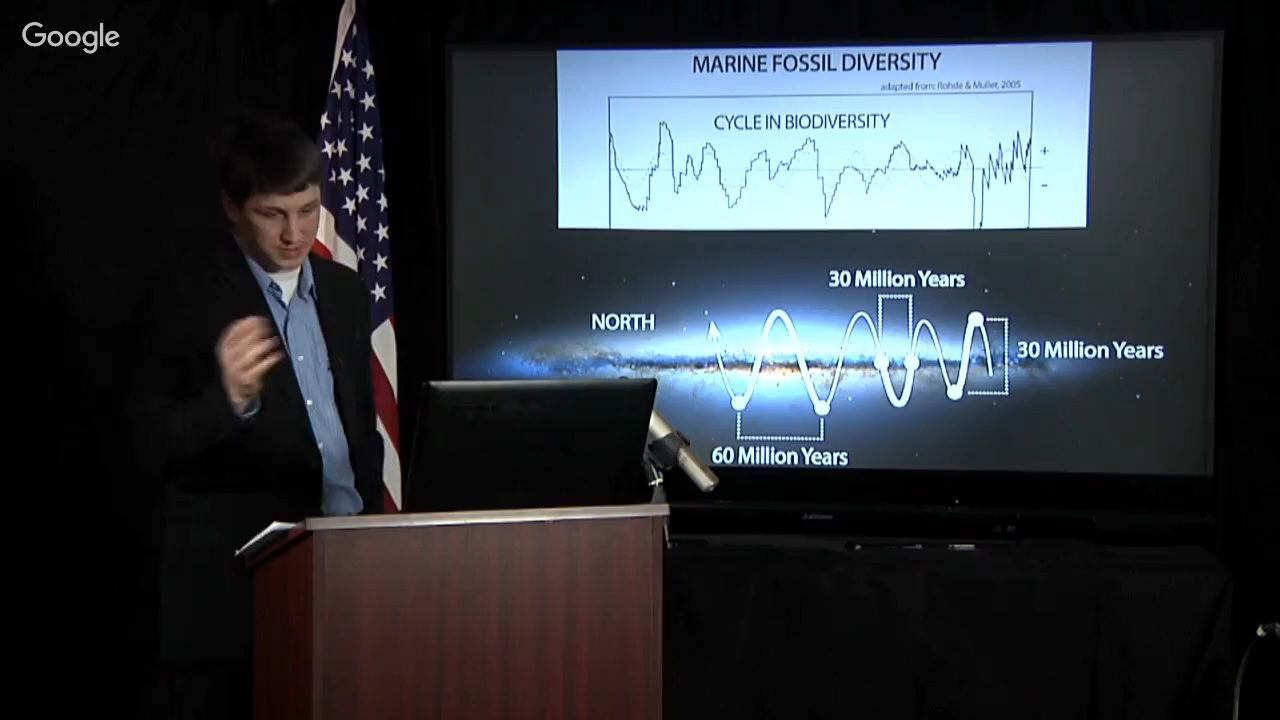 Google
MARINE FOSSIL DIVERSITY
adapted from: Rohde & Muller, 2005
CYCLE IN BIODIVERSITY
+
-
30 Million Years
NORTH
30 Million Years
60 Million Years